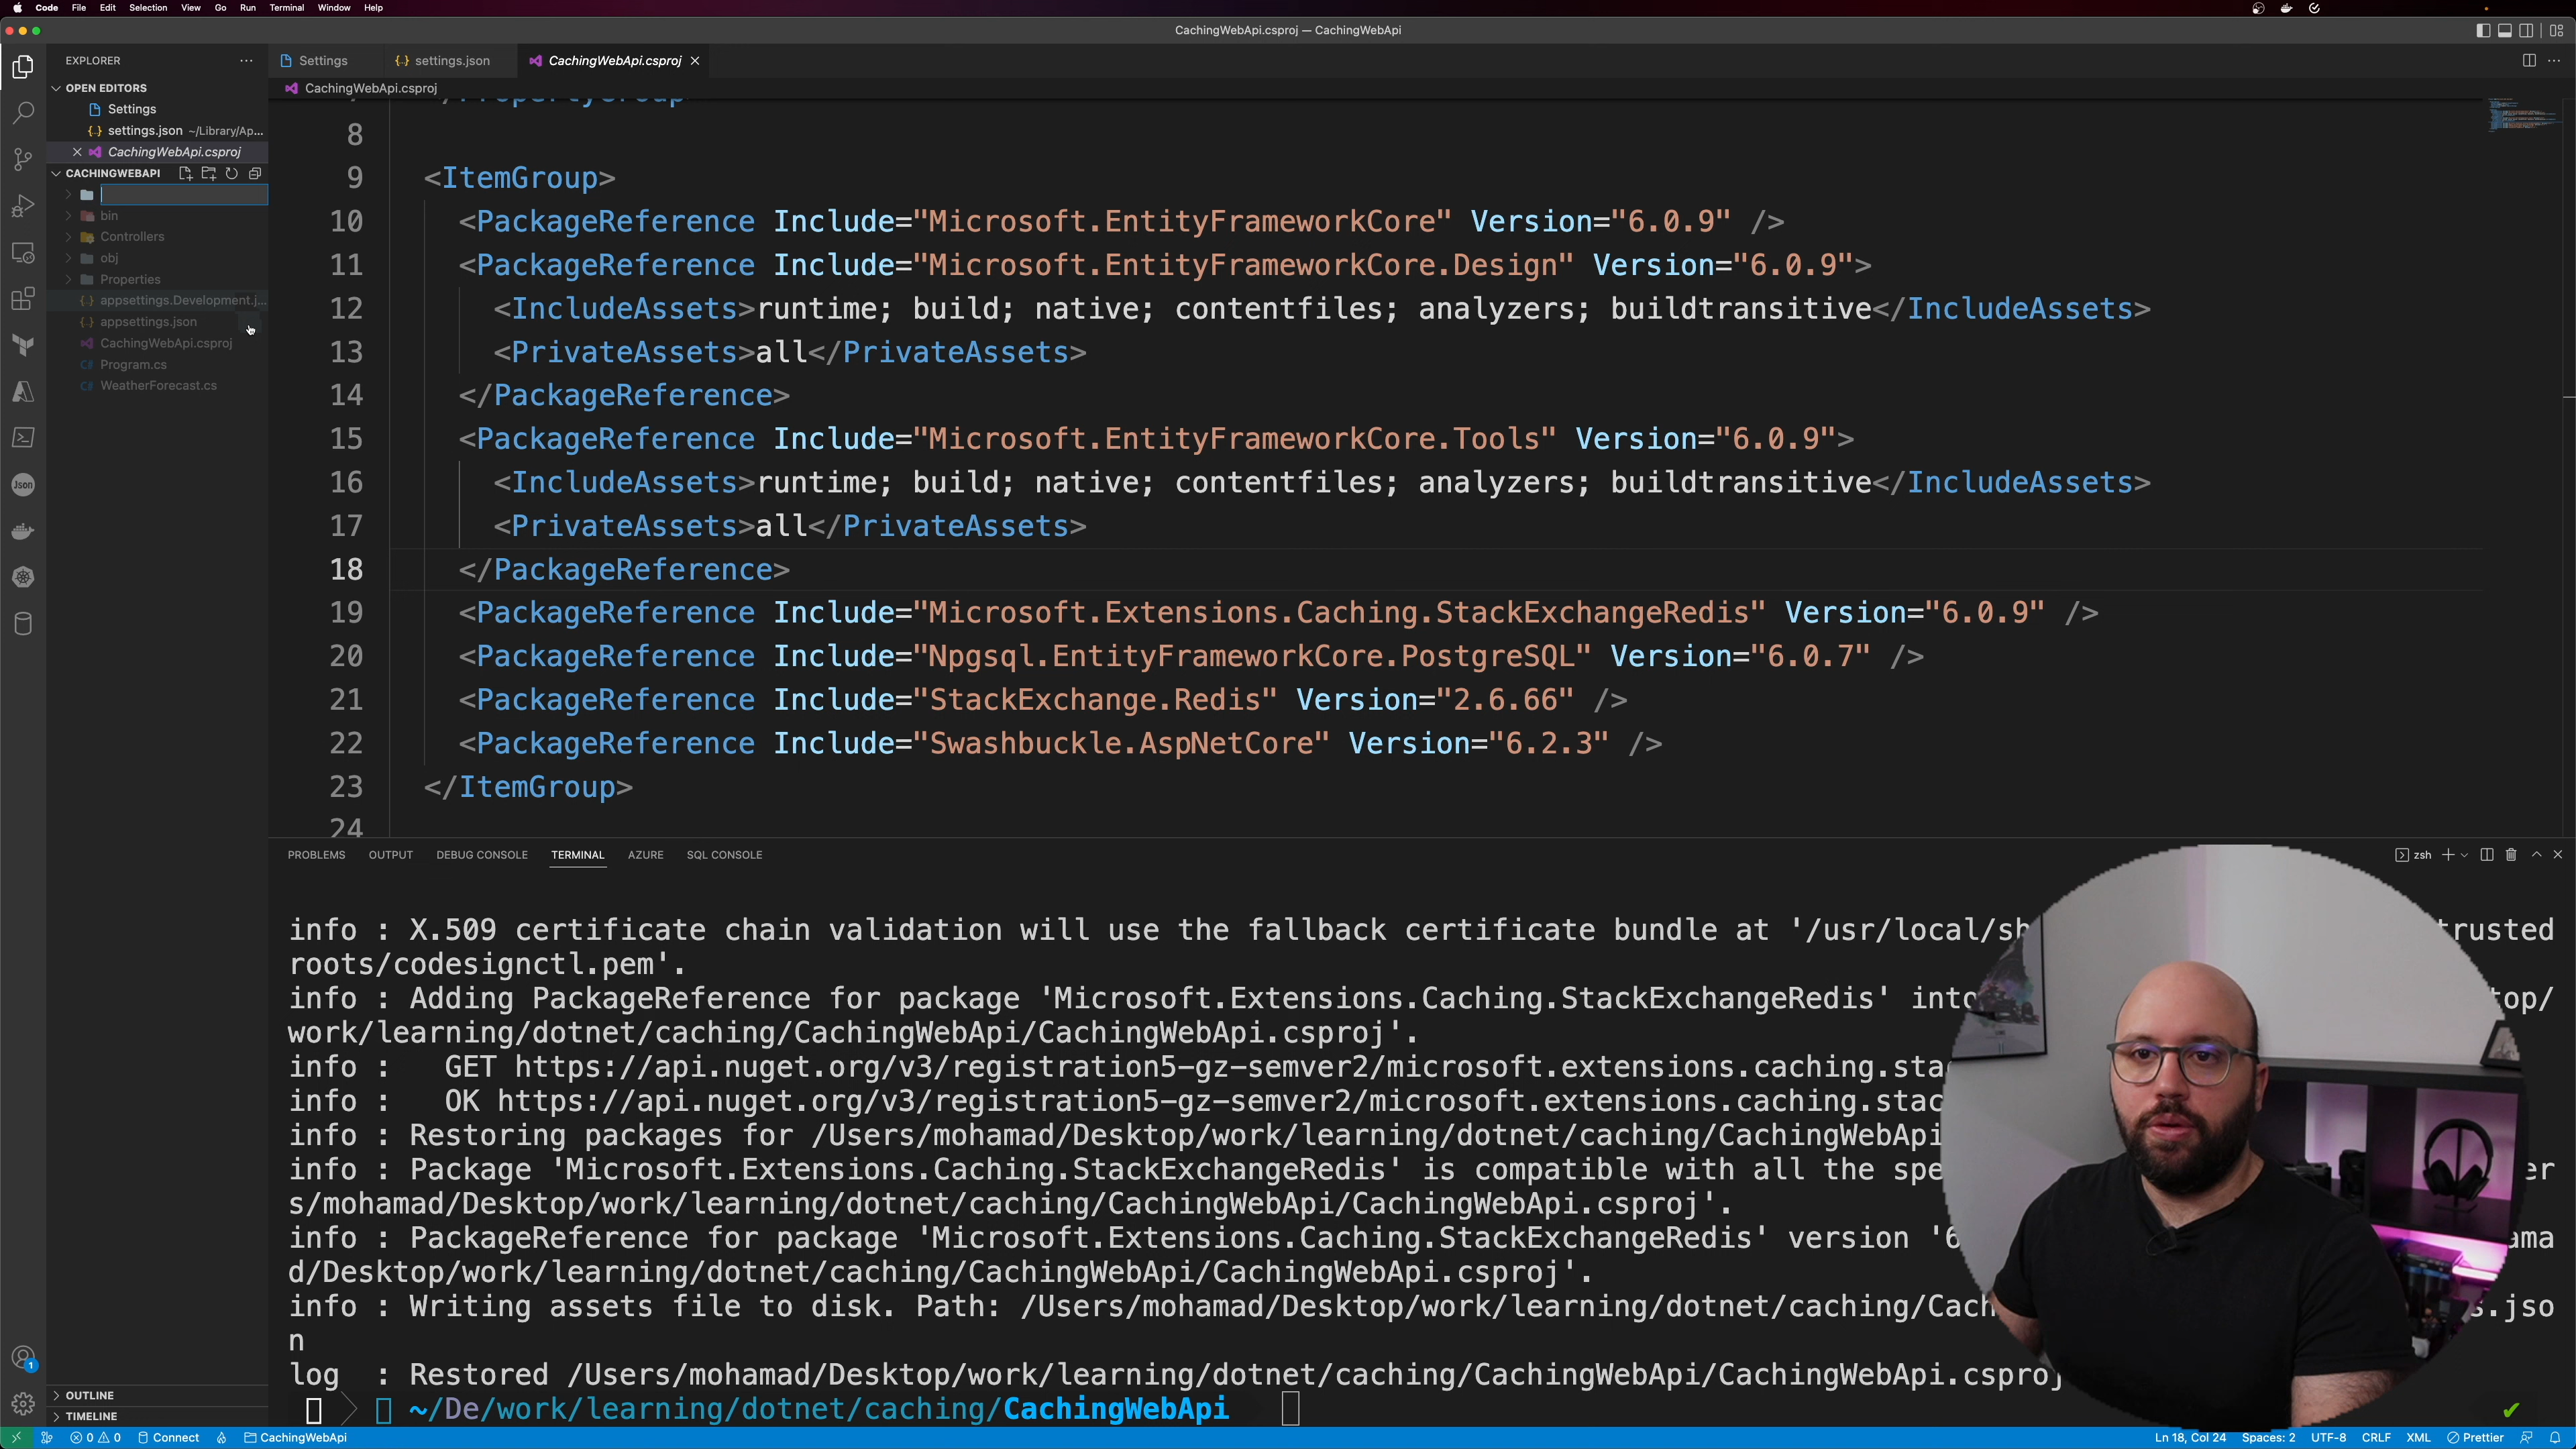 Code File Edit Selection View Go Run Terminal Window Help
CachingWebApi.csproj — CachingWebApi
EXPLORER
Settings
settings.json
CachingWebApi.csproj
OPEN EDITORS
Settings
settings.json ~/Library/Ap...
CachingWebApi.csproj
CACHINGWEBAPI
bin
Controllers
obj
Properties
appsettings.Development.j...
appsettings.json
CachingWebApi.csproj
Program.cs
WeatherForecast.cs
Json
1
OUTLINE
TIMELINE
CachingWebApi.csproj
</PropertyGroup>
8
9 <ItemGroup>
10 <PackageReference Include="Microsoft.EntityFrameworkCore" Version="6.0.9" />
11 <PackageReference Include="Microsoft.EntityFrameworkCore.Design" Version="6.0.9">
12 <IncludeAssets>runtime; build; native; contentfiles; analyzers; buildtransitive</IncludeAssets>
13 <PrivateAssets>all</PrivateAssets>
14 </PackageReference>
15 <PackageReference Include="Microsoft.EntityFrameworkCore.Tools" Version="6.0.9">
16 <IncludeAssets>runtime; build; native; contentfiles; analyzers; buildtransitive</IncludeAssets>
17 <PrivateAssets>all</PrivateAssets>
18 </PackageReference>
19 <PackageReference Include="Microsoft.Extensions.Caching.StackExchangeRedis" Version="6.0.9" />
20 <PackageReference Include="Npgsql.EntityFrameworkCore.PostgreSQL" Version="6.0.7" />
21 <PackageReference Include="StackExchange.Redis" Version="2.6.66" />
22 <PackageReference Include="Swashbuckle.AspNetCore" Version="6.2.3" />
23 </ItemGroup>
24
PROBLEMS OUTPUT DEBUG CONSOLE TERMINAL AZURE SQL CONSOLE
zsh
info : X.509 certificate chain validation will use the fallback certificate bundle at '/usr/local/sh trusted
roots/codesignctl.pem'.
info : Adding PackageReference for package 'Microsoft.Extensions.Caching.StackExchangeRedis' into top/
work/learning/dotnet/caching/CachingWebApi/CachingWebApi.csproj'.
info : GET https://api.nuget.org/v3/registration5-gz-semver2/microsoft.extensions.caching.stac
info : OK https://api.nuget.org/v3/registration5-gz-semver2/microsoft.extensions.caching.stac
info : Restoring packages for /Users/mohamad/Desktop/work/learning/dotnet/caching/CachingWebApi
info : Package 'Microsoft.Extensions.Caching.StackExchangeRedis' is compatible with all the spe er
s/mohamad/Desktop/work/learning/dotnet/caching/CachingWebApi/CachingWebApi.csproj'.
info : PackageReference for package 'Microsoft.Extensions.Caching.StackExchangeRedis' version '6 ama
d/Desktop/work/learning/dotnet/caching/CachingWebApi/CachingWebApi.csproj'.
info : Writing assets file to disk. Path: /Users/mohamad/Desktop/work/learning/dotnet/caching/Cach s.jso
n
log : Restored /Users/mohamad/Desktop/work/learning/dotnet/caching/CachingWebApi/CachingWebApi.csproj
~/De/work/learning/dotnet/caching/CachingWebApi
0 0 Connect CachingWebApi
Ln 18, Col 24 Spaces: 2 UTF-8 CRLF XML Prettier